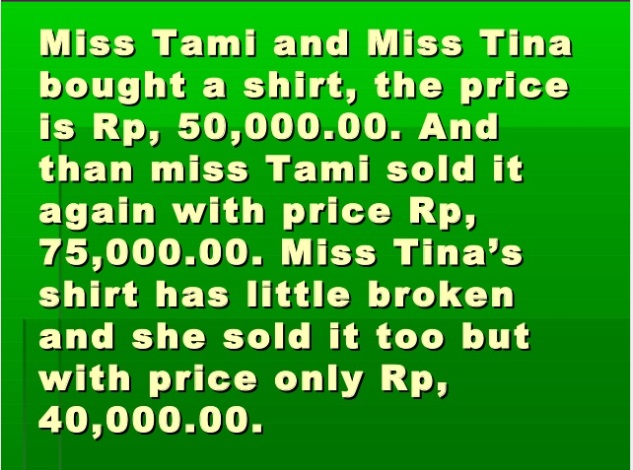 Miss Tami and Miss Tina
bought a shirt, the price
is Rp, 50,000.00. And
than miss Tami sold it
again with price Rp,
75,000.00. Miss Tina’s
shirt has little broken
and she sold it too but
with price only Rp,
40,000.00.